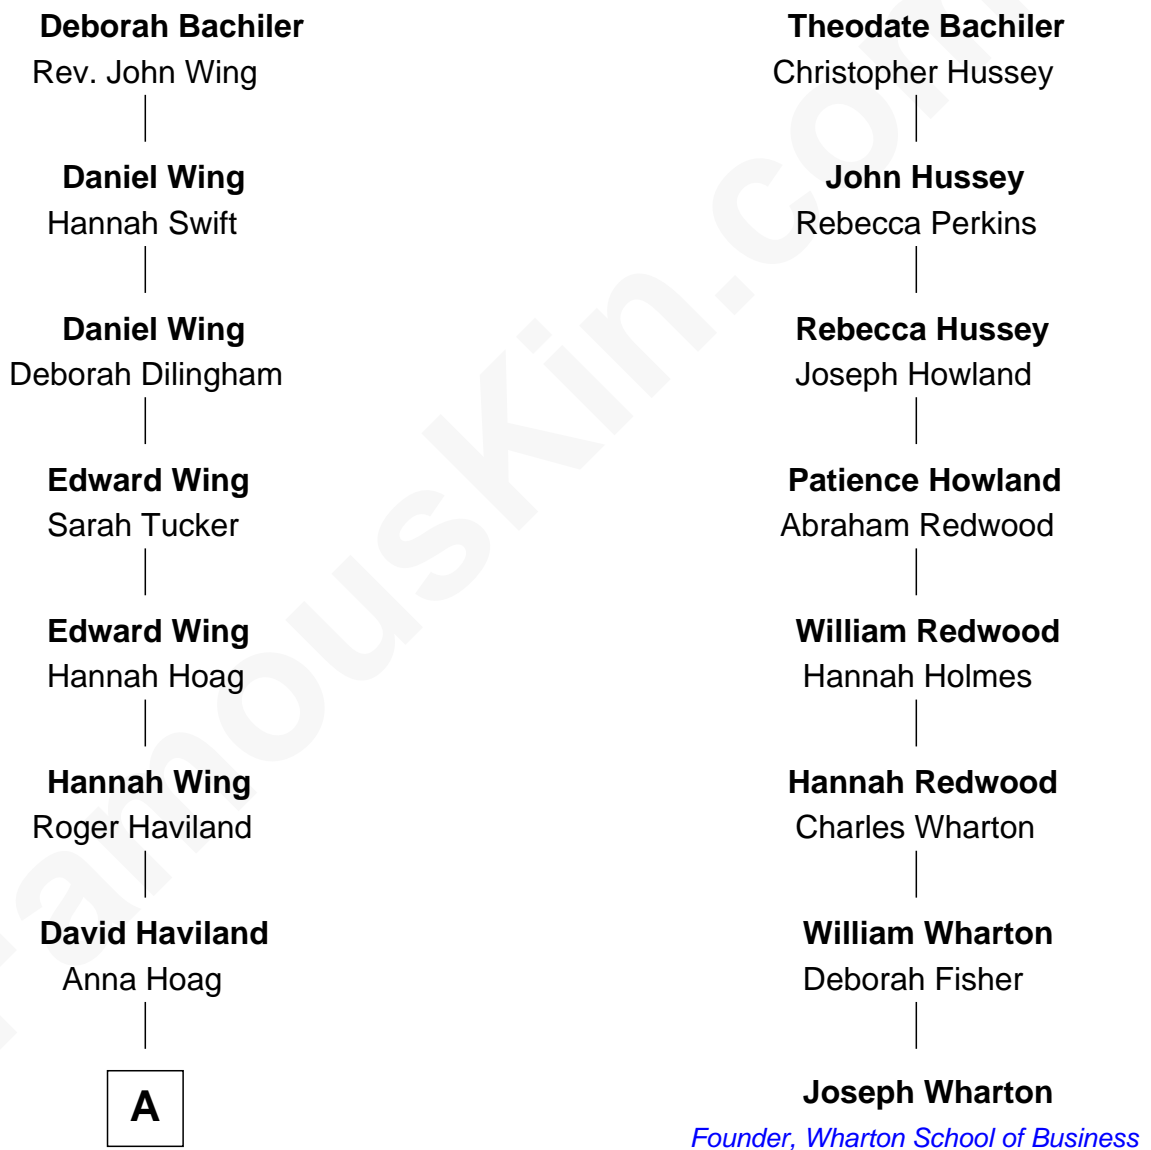 Deborah Bachiler
Rev. John Wing
Daniel Wing
Hannah Swift
Daniel Wing
Deborah Dilingham
Edward Wing
Sarah Tucker
Edward Wing
Hannah Hoag
Hannah Wing
Roger Haviland
David Haviland
Anna Hoag
A
Theodate Bachiler
Christopher Hussey
John Hussey
Rebecca Perkins
Rebecca Hussey
Joseph Howland
Patience Howland
Abraham Redwood
William Redwood
Hannah Holmes
Hannah Redwood
Charles Wharton
William Wharton
Deborah Fisher
Joseph Wharton
Founder, Wharton School of Business
FamousKin.com